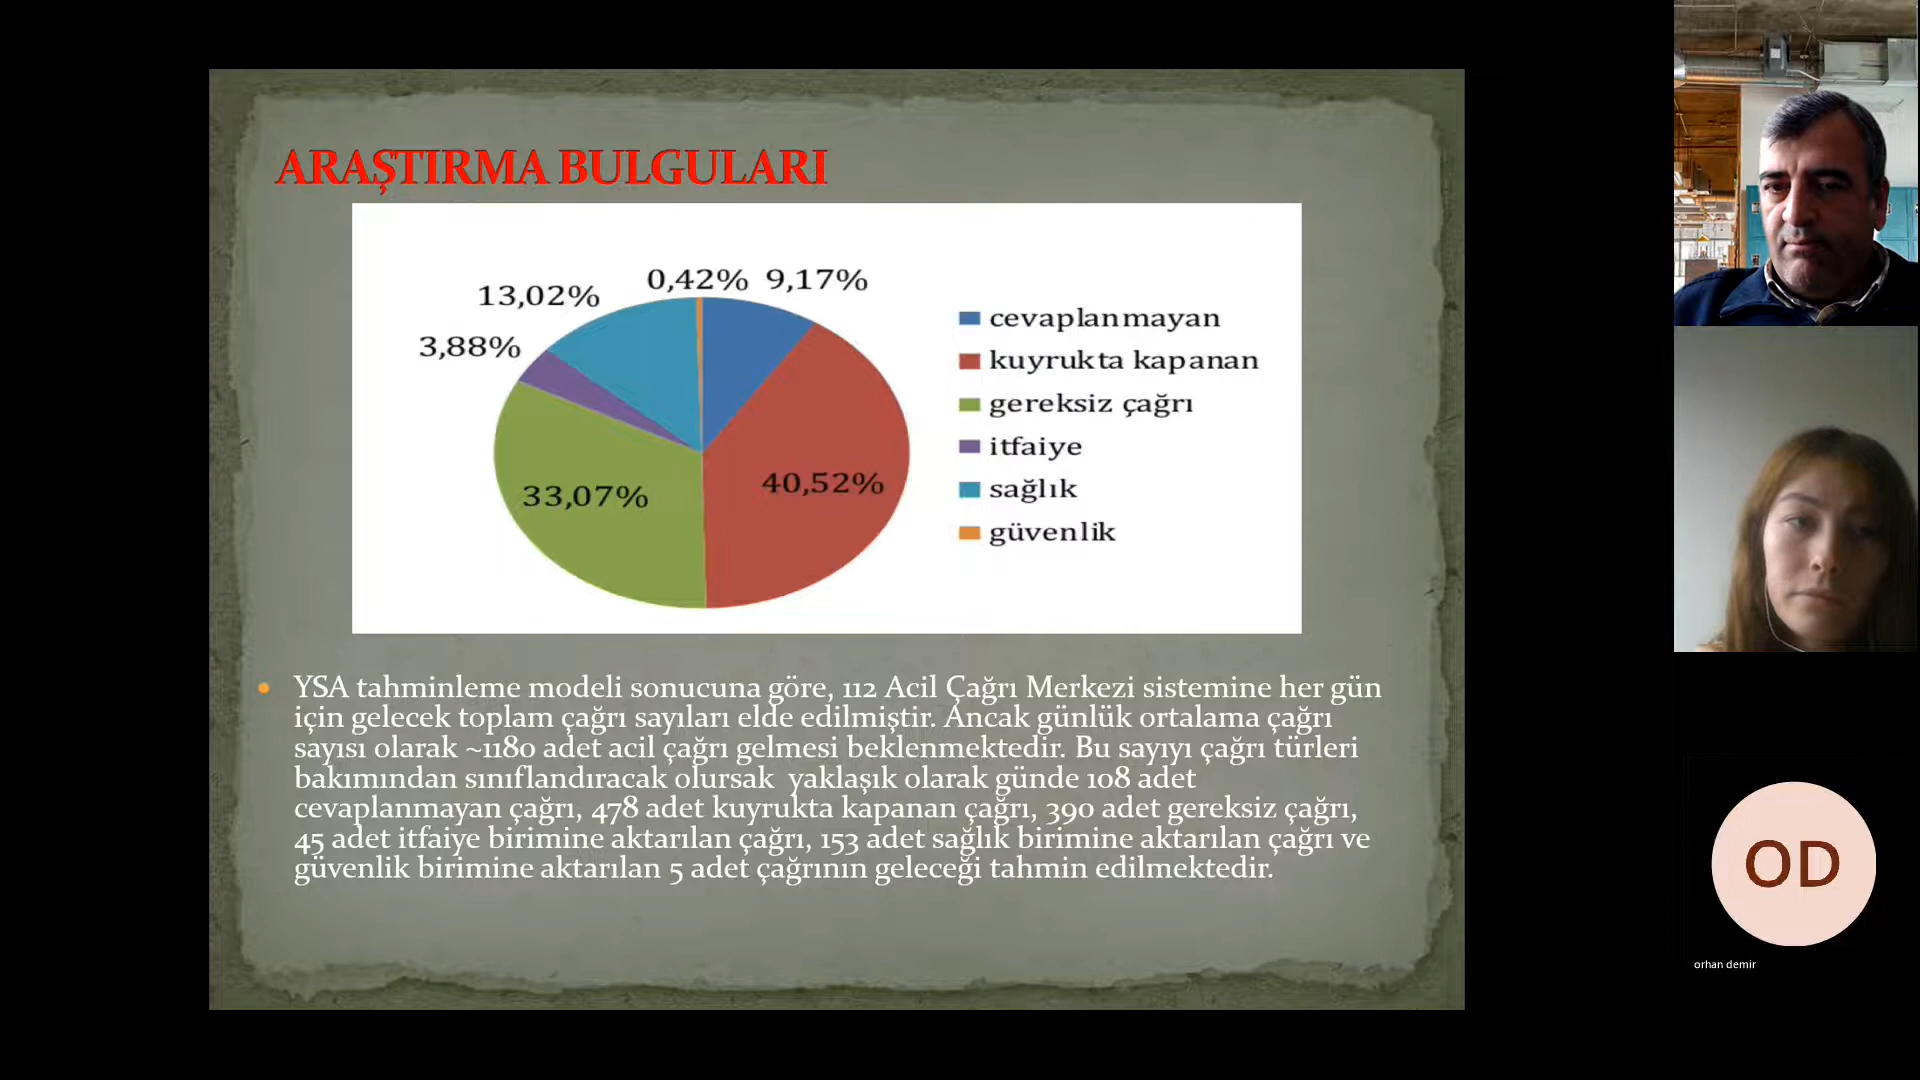 ARAŞTIRMA BULGULARI
0,42% 9,17%
13,02%
3,88%
33,07%
40,52%
cevaplanmayan
kuyrukta kapanan
gereksiz çağrı
itfaiye
sağlık
güvenlik
• YSA tahminleme modeli sonucuna göre, 112 Acil Çağrı Merkezi sistemine her gün
için gelecek toplam çağrı sayıları elde edilmiştir. Ancak günlük ortalama çağrı
sayısı olarak ~1180 adet acil çağrı gelmesi beklenmektedir. Bu sayıyı çağrı türleri
bakımından sınıflandıracak olursak yaklaşık olarak günde 108 adet
cevaplanmayan çağrı, 478 adet kuyrukta kapanan çağrı, 390 adet gereksiz çağrı,
45 adet itfaiye birimine aktarılan çağrı, 153 adet sağlık birimine aktarılan çağrı ve
güvenlik birimine aktarılan 5 adet çağrının geleceği tahmin edilmektedir.
OD
orhan demir